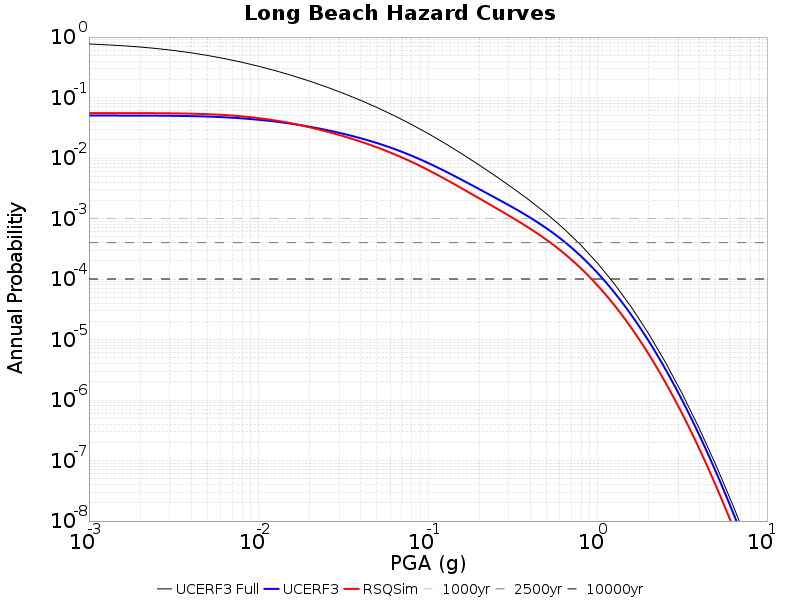 Long Beach Hazard Curves
Annual Probabilitiy
10^0
10^-1
10^-2
10^-3
10^-4
10^-5
10^-6
10^-7
10^-8
10^-3 10^-2 10^-1 10^0 10^1
PGA (g)
UCERF3 Full UCERF3 RSQSim 1000yr 2500yr 10000yr